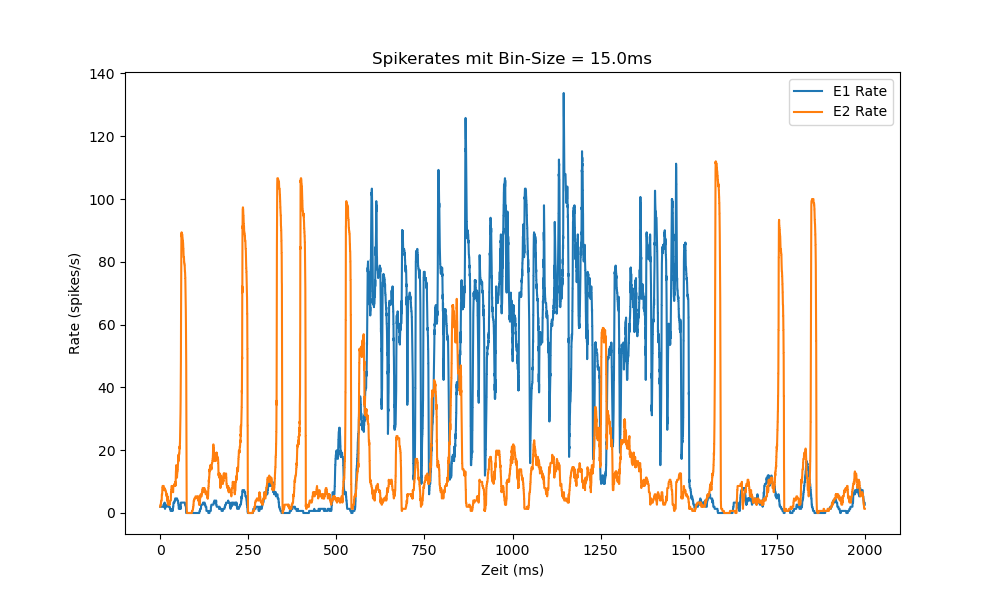 Spikerates mit Bin-Size = 15.0ms
E1 Rate
E2 Rate
Rate (spikes/s)
140
120
100
80
60
40
20
0
0 250 500 750 1000 1250 1500 1750 2000
Zeit (ms)